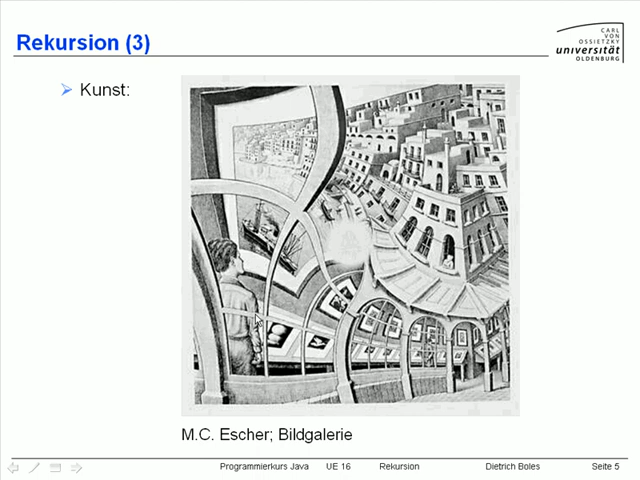 Rekursion (3)
CARL
VON
OSSIETZKY
universität
OLDENBURG
Kunst:
M.C. Escher; Bildgalerie
Programmierkurs Java UE 16 Rekursion Dietrich Boles Seite 5